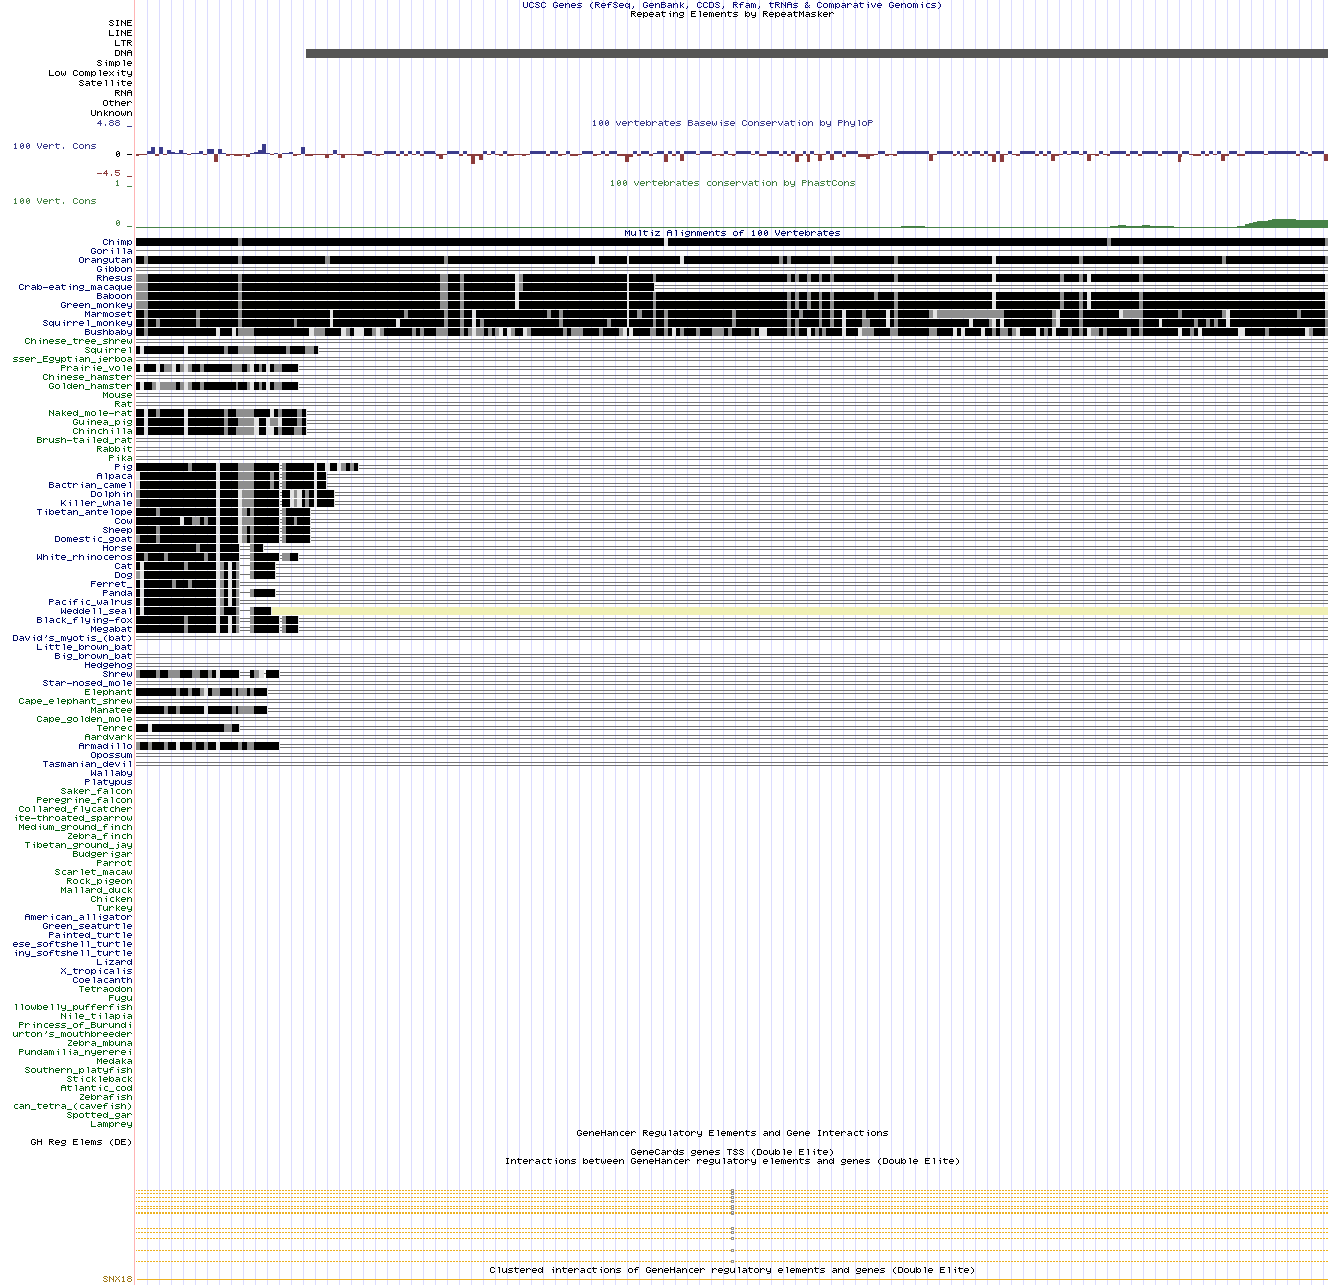 UCSC Genes (RefSeq, GenBank, CCDS, Rfam, tRNAs & Comparative Genomics)
Repeating Elements by RepeatMasker
SINE
LINE
LTR
DNA
Simple
Low Complexity
Satellite
RNA
Other
Unknown
4.88 _
100 vertebrates Basewise Conservation by PhyloP
100 Vert. Cons
0 _
-4.5 _
1 _
100 vertebrates conservation by PhastCons
100 Vert. Cons
0 _
Multiz Alignments of 100 Vertebrates
Chimp
Gorilla
Orangutan
Gibbon
Rhesus
Crab-eating_macaque
Baboon
Green_monkey
Marmoset
Squirrel_monkey
Bushbaby
Chinese_tree_shrew
Squirrel
sser_Egyptian_jerboa
Prairie_vole
Chinese_hamster
Golden_hamster
Mouse
Rat
Naked_mole-rat
Guinea_pig
Chinchilla
Brush-tailed_rat
Rabbit
Pika
Pig
Alpaca
Bactrian_camel
Dolphin
Killer_whale
Tibetan_antelope
Cow
Sheep
Domestic_goat
Horse
White_rhinoceros
Cat
Dog
Ferret_
Panda
Pacific_walrus
Weddell_seal
Black_flying-fox
Megabat
David's_myotis_(bat)
Little_brown_bat
Big_brown_bat
Hedgehog
Shrew
Star-nosed_mole
Elephant
Cape_elephant_shrew
Manatee
Cape_golden_mole
Tenrec
Aardvark
Armadillo
Opossum
Tasmanian_devil
Wallaby
Platypus
Saker_falcon
Peregrine_falcon
Collared_flycatcher
ite-throated_sparrow
Medium_ground_finch
Zebra_finch
Tibetan_ground_jay
Budgerigar
Parrot
Scarlet_macaw
Rock_pigeon
Mallard_duck
Chicken
Turkey
American_alligator
Green_seaturtle
Painted_turtle
ese_softshell_turtle
iny_softshell_turtle
Lizard
X_tropicalis
Coelacanth
Tetraodon
Fugu
llowbelly_pufferfish
Nile_tilapia
Princess_of_Burundi
urton's_mouthbreeder
Zebra_mbuna
Pundamilia_nyererei
Medaka
Southern_platyfish
Stickleback
Atlantic_cod
Zebrafish
can_tetra_(cavefish)
Spotted_gar
Lamprey
GeneHancer Regulatory Elements and Gene Interactions
GH Reg Elems (DE)
GeneCards genes TSS (Double Elite)
Interactions between GeneHancer regulatory elements and genes (Double Elite)
Clustered interactions of GeneHancer regulatory elements and genes (Double Elite)
SNX18